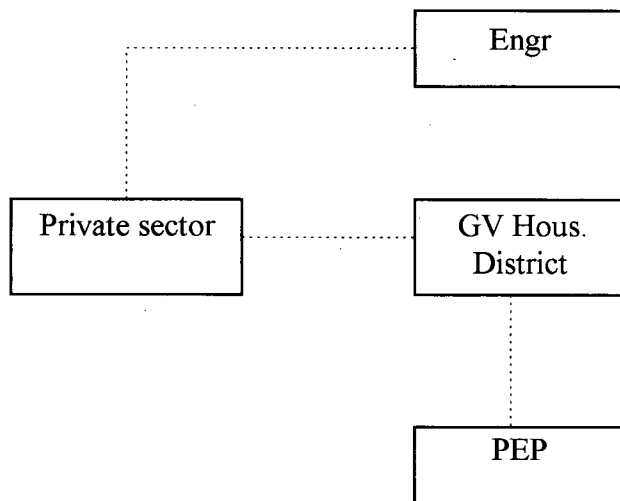 Engr
Private sector
GV Hous.
District
PEP